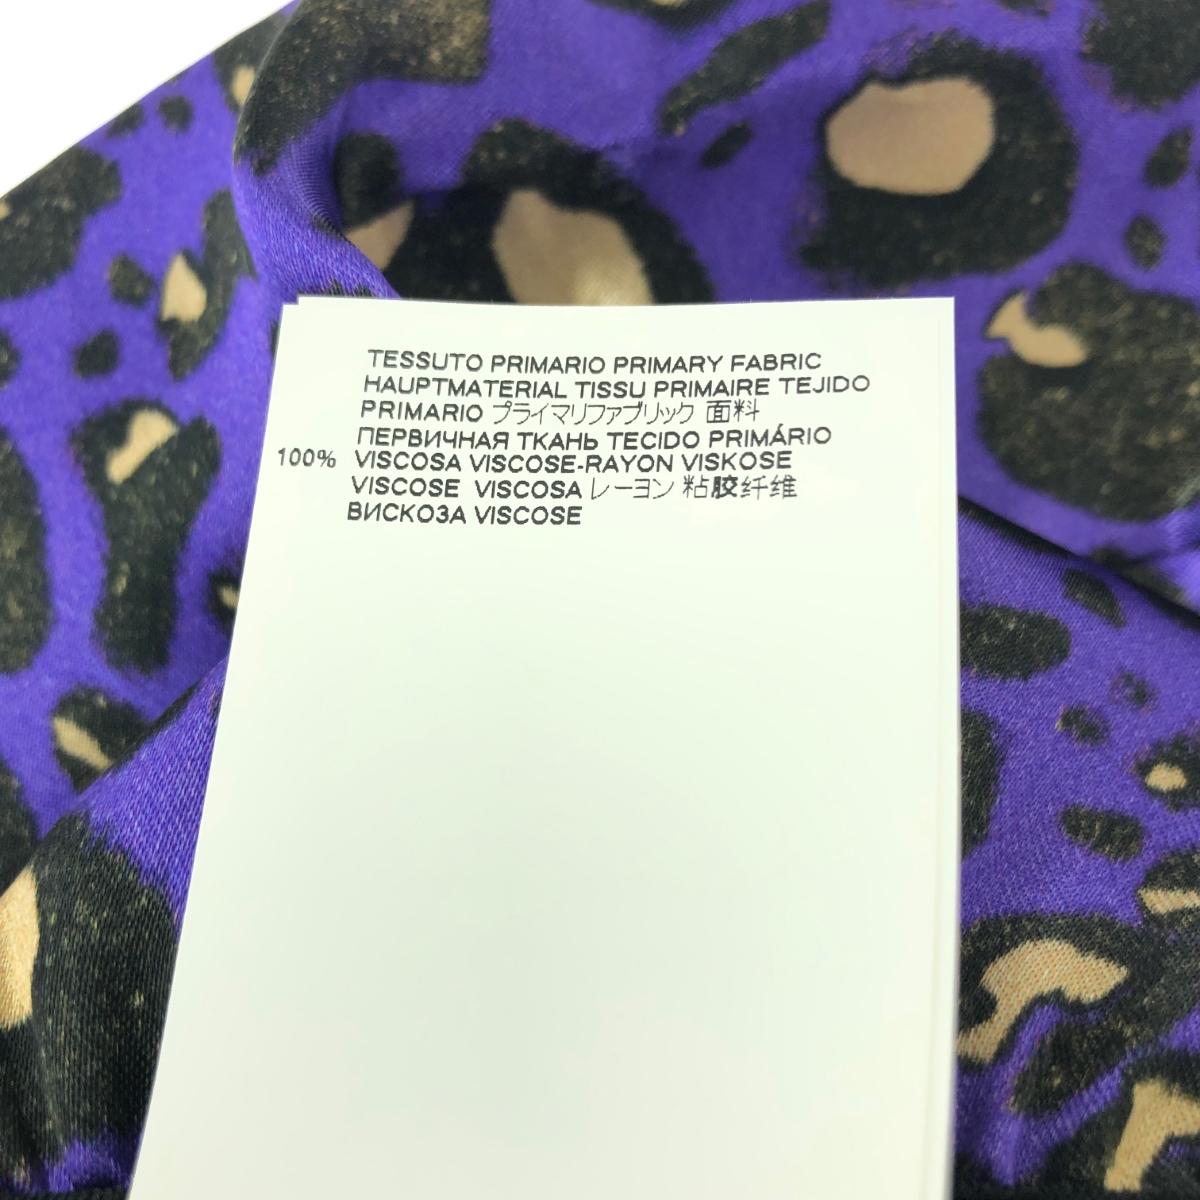 TESSUTO PRIMARIO PRIMARY FABRIC
HAUPTMATERIAL TISSU PRIMAIRE TEJIDO
PRIMARIO プライマリファブリック 面料
ПЕРВИЧНАЯ ТКАНЬ TECIDO PRIMÁRIO
100% VISCOSA VISCOSE-RAYON VISKOSE
VISCOSE VISCOSA レーヨン 粘胶纤维
ВИСКОЗА VISCOSE